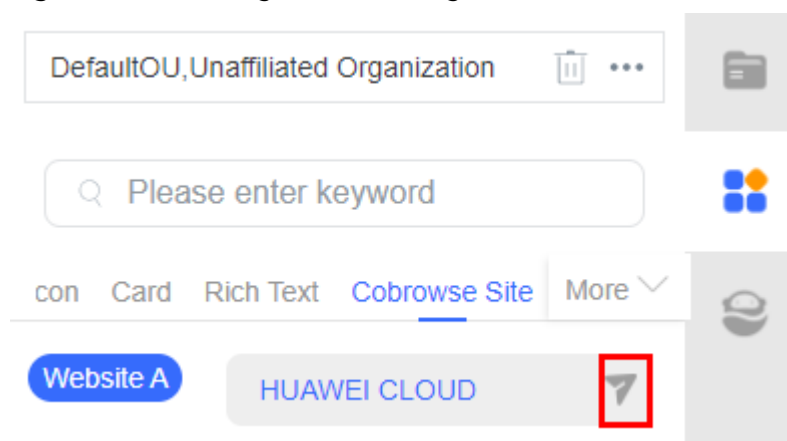 DefaultOU,Unaffiliated Organization
Please enter keyword
con Card Rich Text Cobrowse Site More
Website A HUAWEI CLOUD